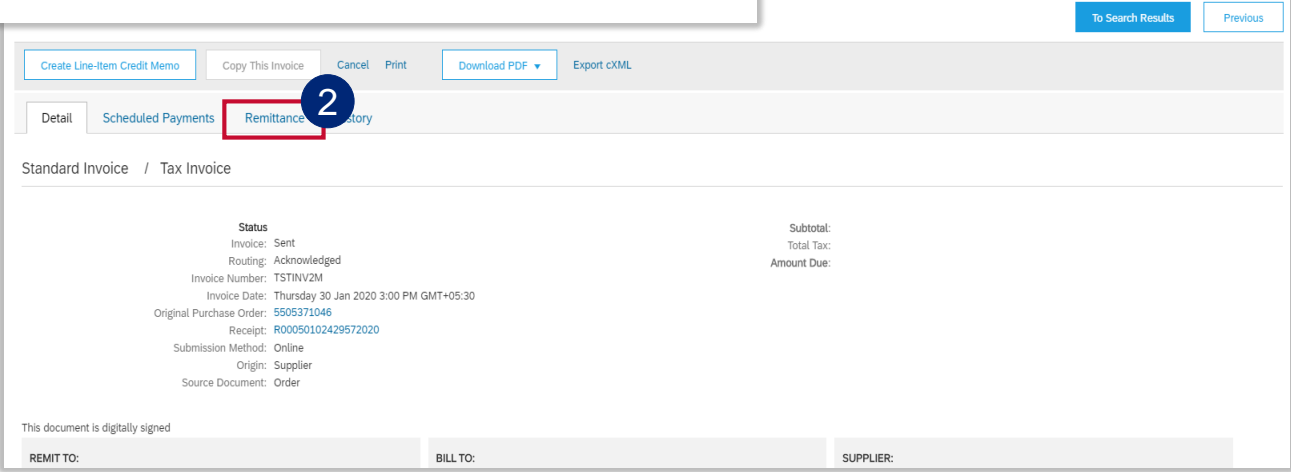 To Search Results
Previous
Create Line-Item Credit Memo
Copy This Invoice
Cancel
Print
Download PDF
Export cXML
2
Detail
Scheduled Payments
Remittance
Standard Invoice / Tax Invoice
Status
Invoice: Sent
Routing: Acknowledged
Invoice Number: TSTINV2M
Invoice Date: Thursday 30 Jan 2020 3:00 PM GMT+05:30
Original Purchase Order: 5505371046
Receipt: R00050102429572020
Submission Method: Online
Origin: Supplier
Source Document: Order
Subtotal:
Total Tax:
Amount Due:
This document is digitally signed
REMIT TO:
BILL TO:
SUPPLIER: